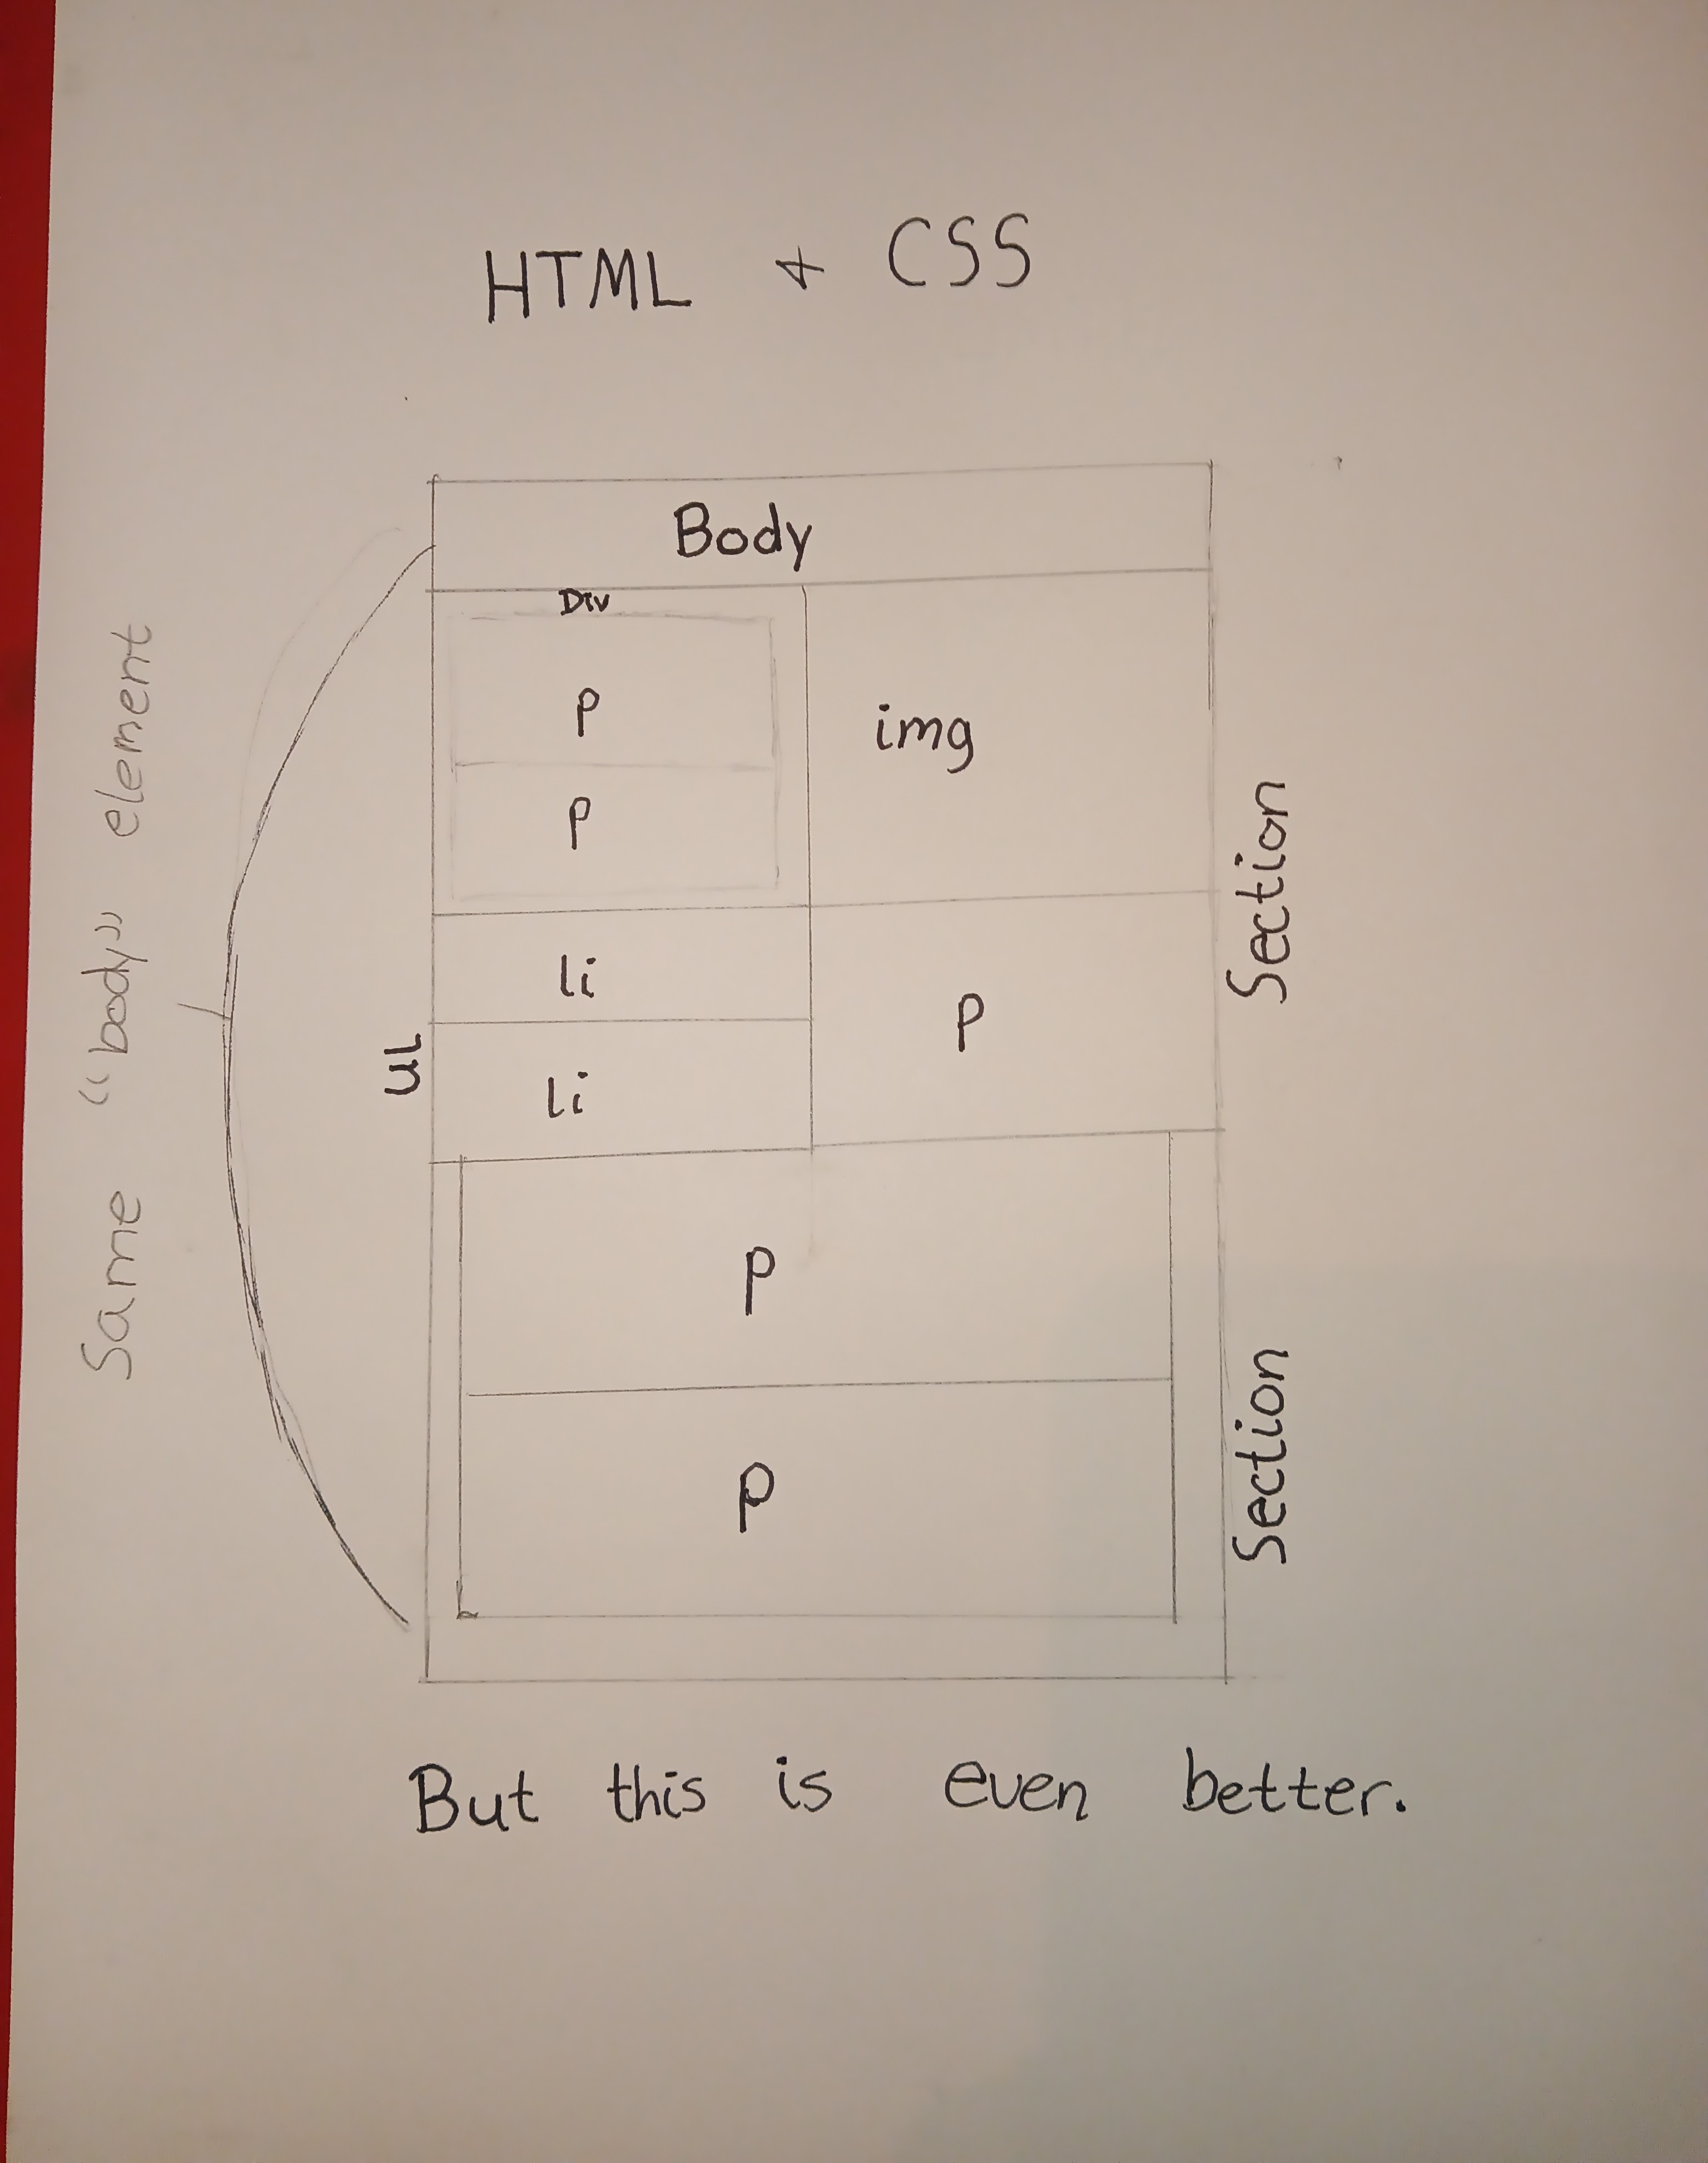 HTML + CSS
Body
Div
P
P
img
Same "body" element
UL
li
li
P
Section
P
P
Section
But this is even better.